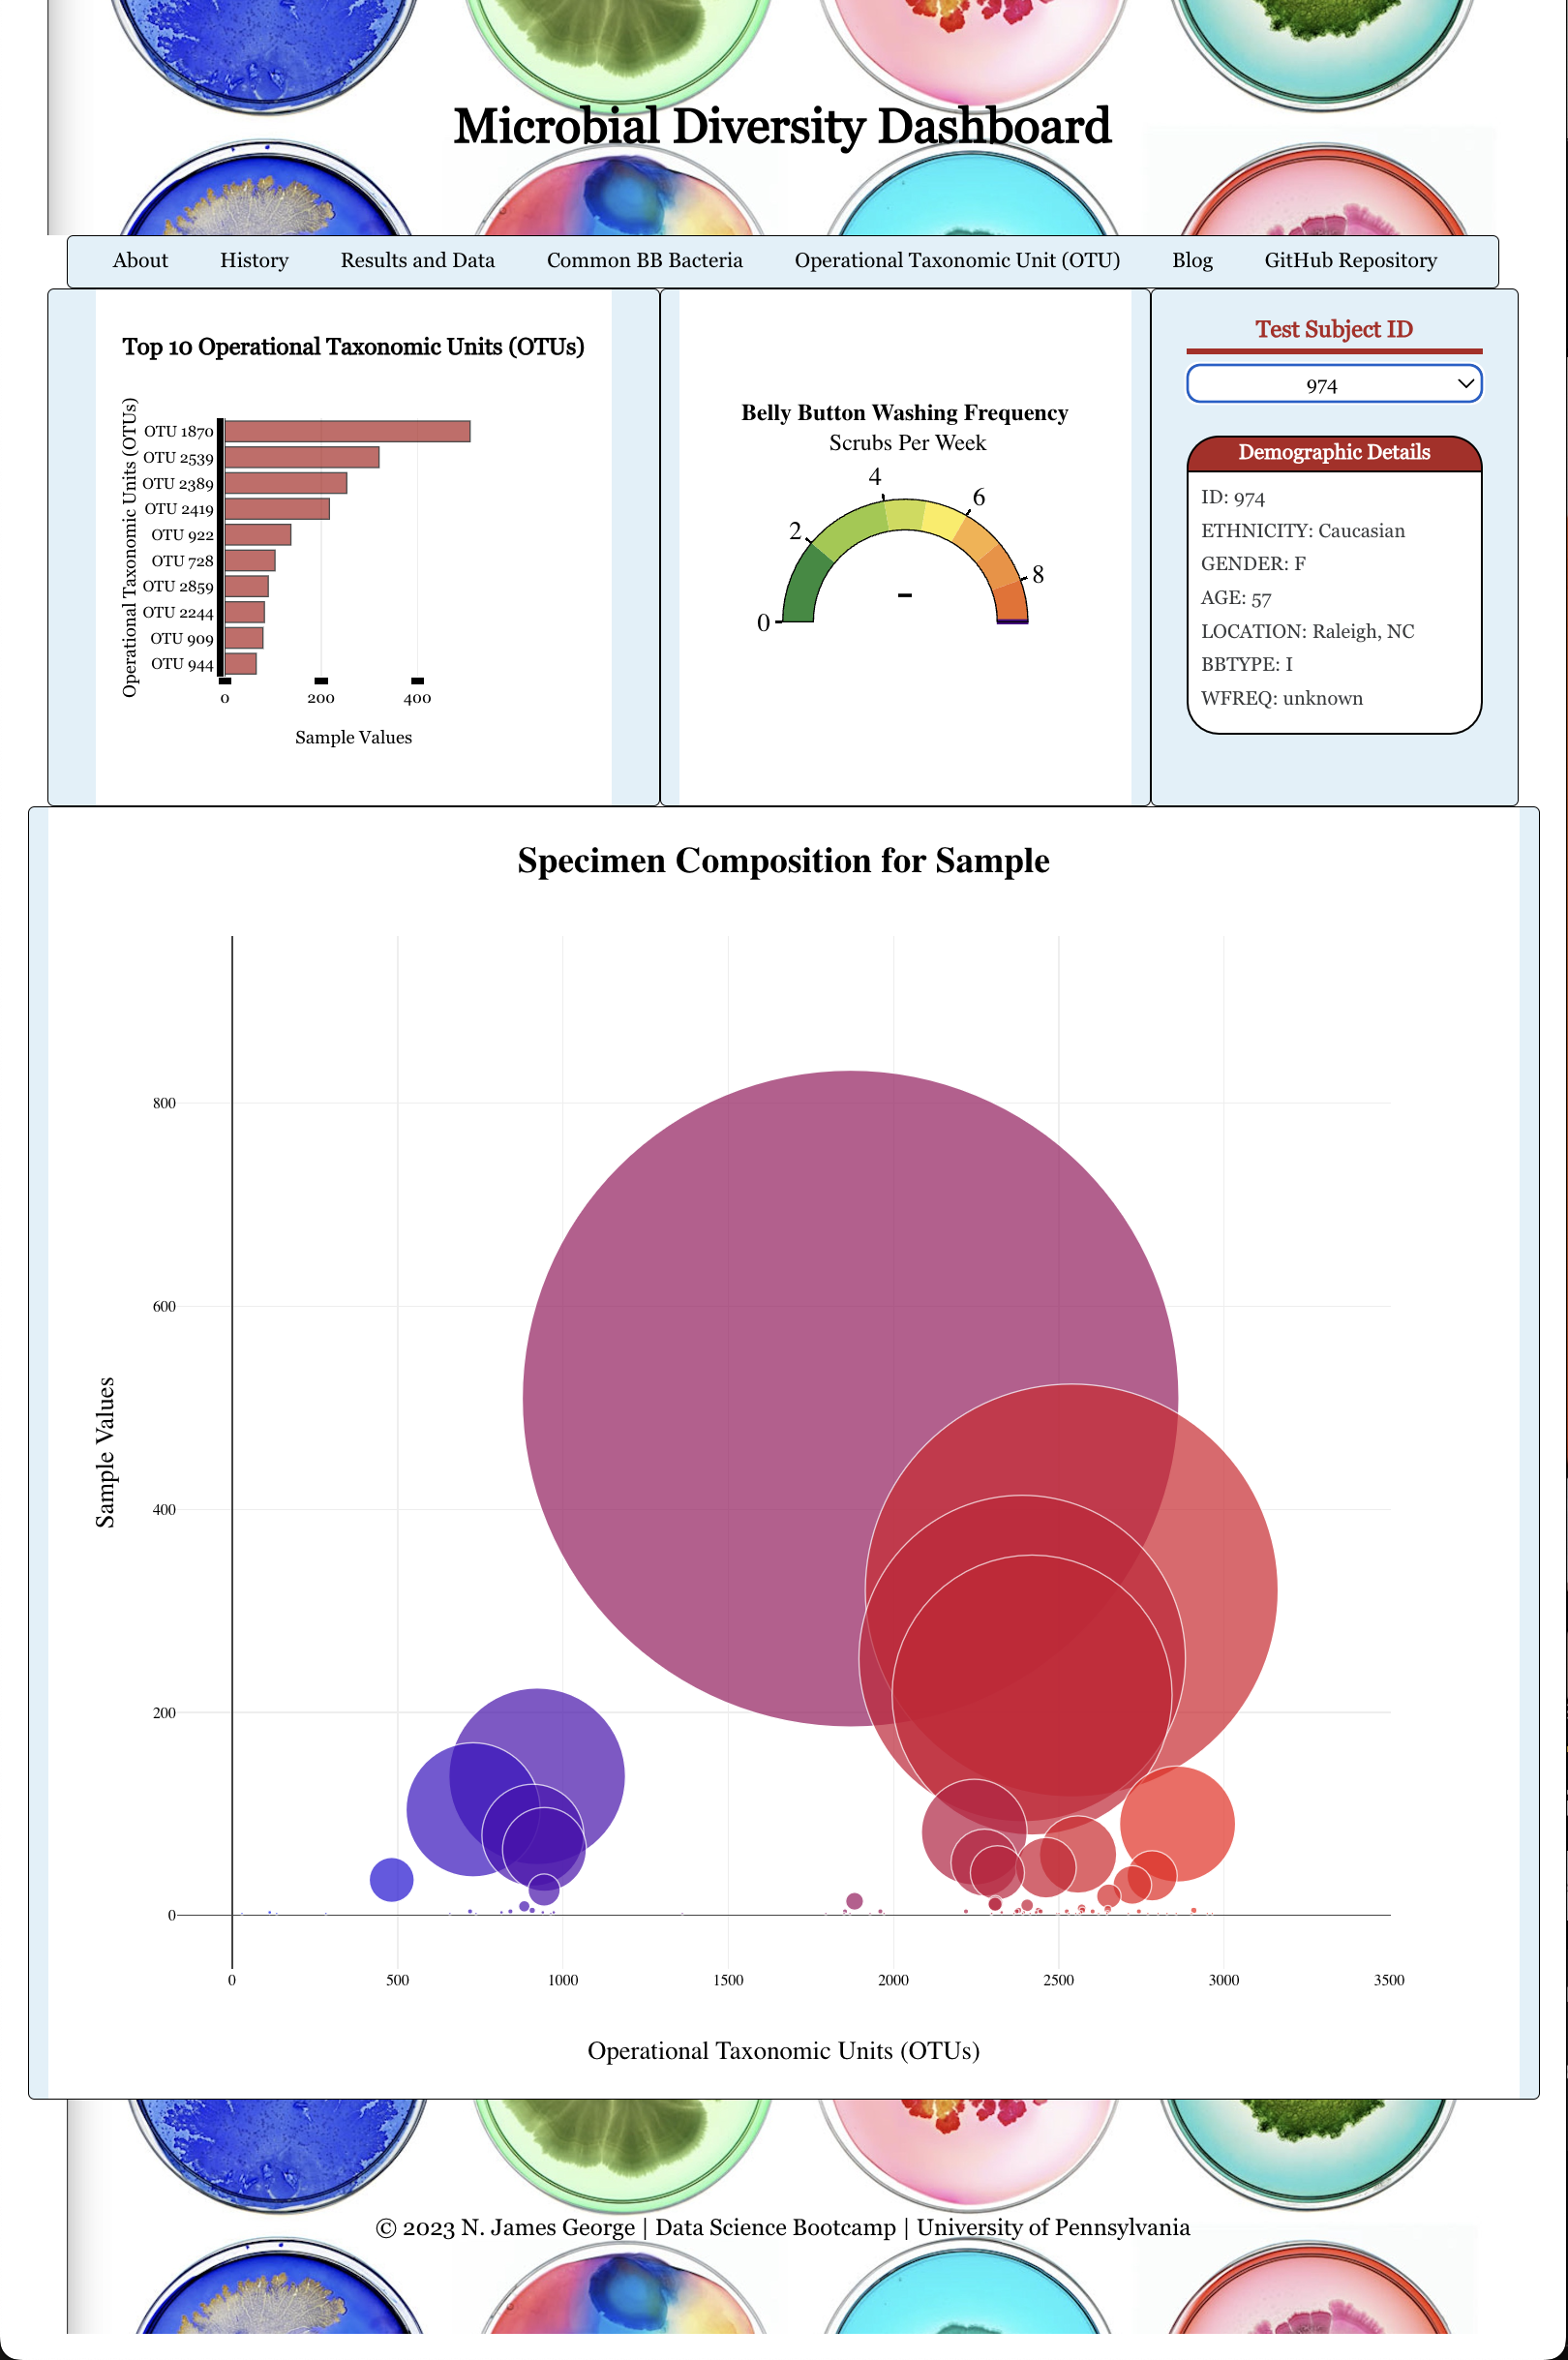 Microbial Diversity Dashboard
About History Results and Data Common BB Bacteria Operational Taxonomic Unit (OTU) Blog GitHub Repository
Top 10 Operational Taxonomic Units (OTUs)
Operational Taxonomic Units (OTUs)
OTU 1870
OTU 2539
OTU 2389
OTU 2419
OTU 922
OTU 728
OTU 2859
OTU 2244
OTU 909
OTU 944
0 200 400
Sample Values
Belly Button Washing Frequency
Scrubs Per Week
0
2
4
6
8
-
Test Subject ID
974
Demographic Details
ID: 974
ETHNICITY: Caucasian
GENDER: F
AGE: 57
LOCATION: Raleigh, NC
BBTYPE: I
WFREQ: unknown
Specimen Composition for Sample
Sample Values
800
600
400
200
0
0 500 1000 1500 2000 2500 3000 3500
Operational Taxonomic Units (OTUs)
© 2023 N. James George | Data Science Bootcamp | University of Pennsylvania